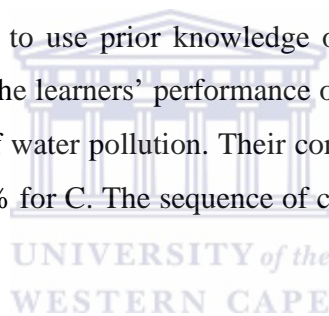 to use prior knowledge o
he learners' performance o
f water pollution. Their con
% for C. The sequence of c
UNIVERSITY of the
WESTERN CAPE